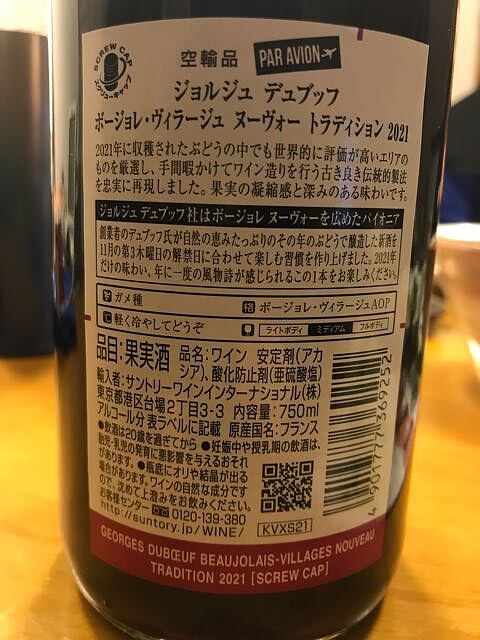 SCREW CAP
スクリューキャップ
空輸品 PAR AVION
ジョルジュ デュブッフ
ボージョレ・ヴィラージュ ヌーヴォー トラディション 2021
2021年に収穫されたぶどうの中でも世界的に評価が高いエリアの
ものを厳選し、手間暇かけてワイン造りを行う古き良き伝統的製法
を忠実に再現しました。果実の凝縮感と深みのある味わいです。
ジョルジュ デュブッフ社はボージョレ ヌーヴォーを広めたパイオニア
創業者のデュブッフ氏が自然の恵みたっぷりのその年のぶどうで醸造した新酒を
11月の第3木曜日の解禁日に合わせて楽しむ習慣を作り上げました。2021年
だけの味わい、年に一度の風物詩が感じられるこの1本をお楽しみください。
ガメ種 格 ボージョレ・ヴィラージュAOP
℃ 軽く冷やしてどうぞ ライトボディ ミディアム フルボディ
品目:果実酒 品名:ワイン 安定剤(アカ
シア)、酸化防止剤(亜硫酸塩)
輸入者:サントリーワインインターナショナル(株)
東京都港区台場2丁目3-3 内容量:750ml
アルコール分 表ラベルに記載 原産国名:フランス
●飲酒は20歳を過ぎてから ●妊娠中や授乳期の飲酒は、
胎児・乳児の発育に悪影響を与えるおそれ
があります。●瓶底にオリや結晶が出る
場合があります。ワインの自然な成分です
ので、沈めて上澄みをお飲みください。
お客様センター 0120-139-380
http://suntory.jp/WINE/
KVXS21
4 901777 369252
GEORGES DUBŒUF BEAUJOLAIS-VILLAGES NOUVEAU
TRADITION 2021 [SCREW CAP]